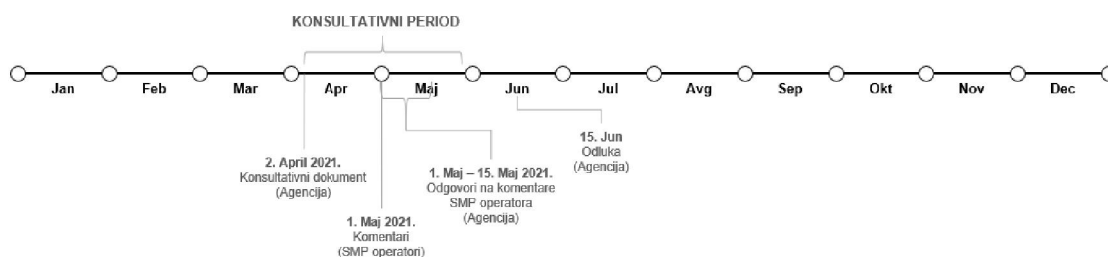 KONSULTATIVNI PERIOD
Jan Feb Mar Apr Maj Jun Jul Avg Sep Okt Nov Dec
2. April 2021.
Konsultativni dokument
(Agencija)
1. Maj 2021.
Komentari
(SMP operatori)
1. Maj – 15. Maj 2021.
Odgovori na komentare
SMP operatora
(Agencija)
15. Jun
Odluka
(Agencija)